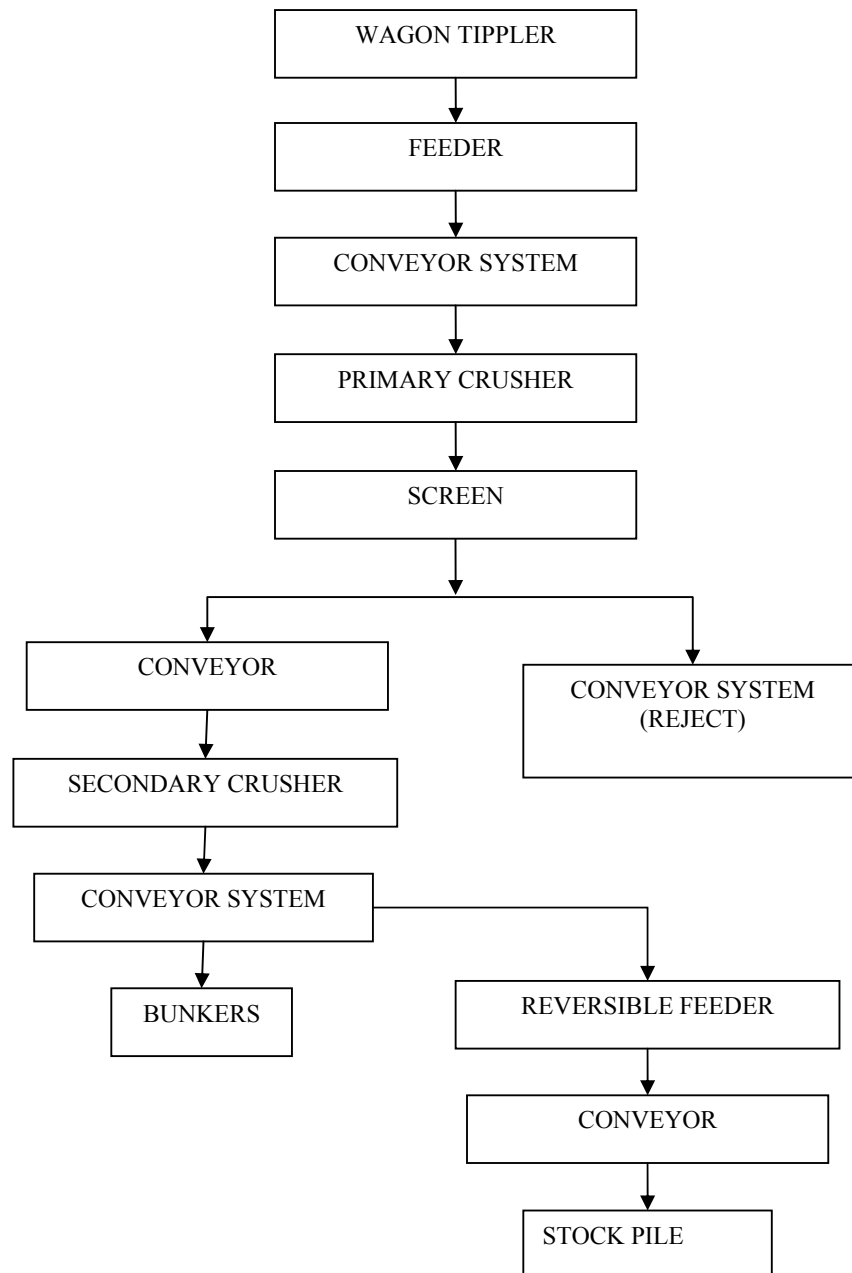 WAGON TIPPLER
FEEDER
CONVEYOR SYSTEM
PRIMARY CRUSHER
SCREEN
CONVEYOR
CONVEYOR SYSTEM
(REJECT)
SECONDARY CRUSHER
CONVEYOR SYSTEM
BUNKERS
REVERSIBLE FEEDER
CONVEYOR
STOCK PILE